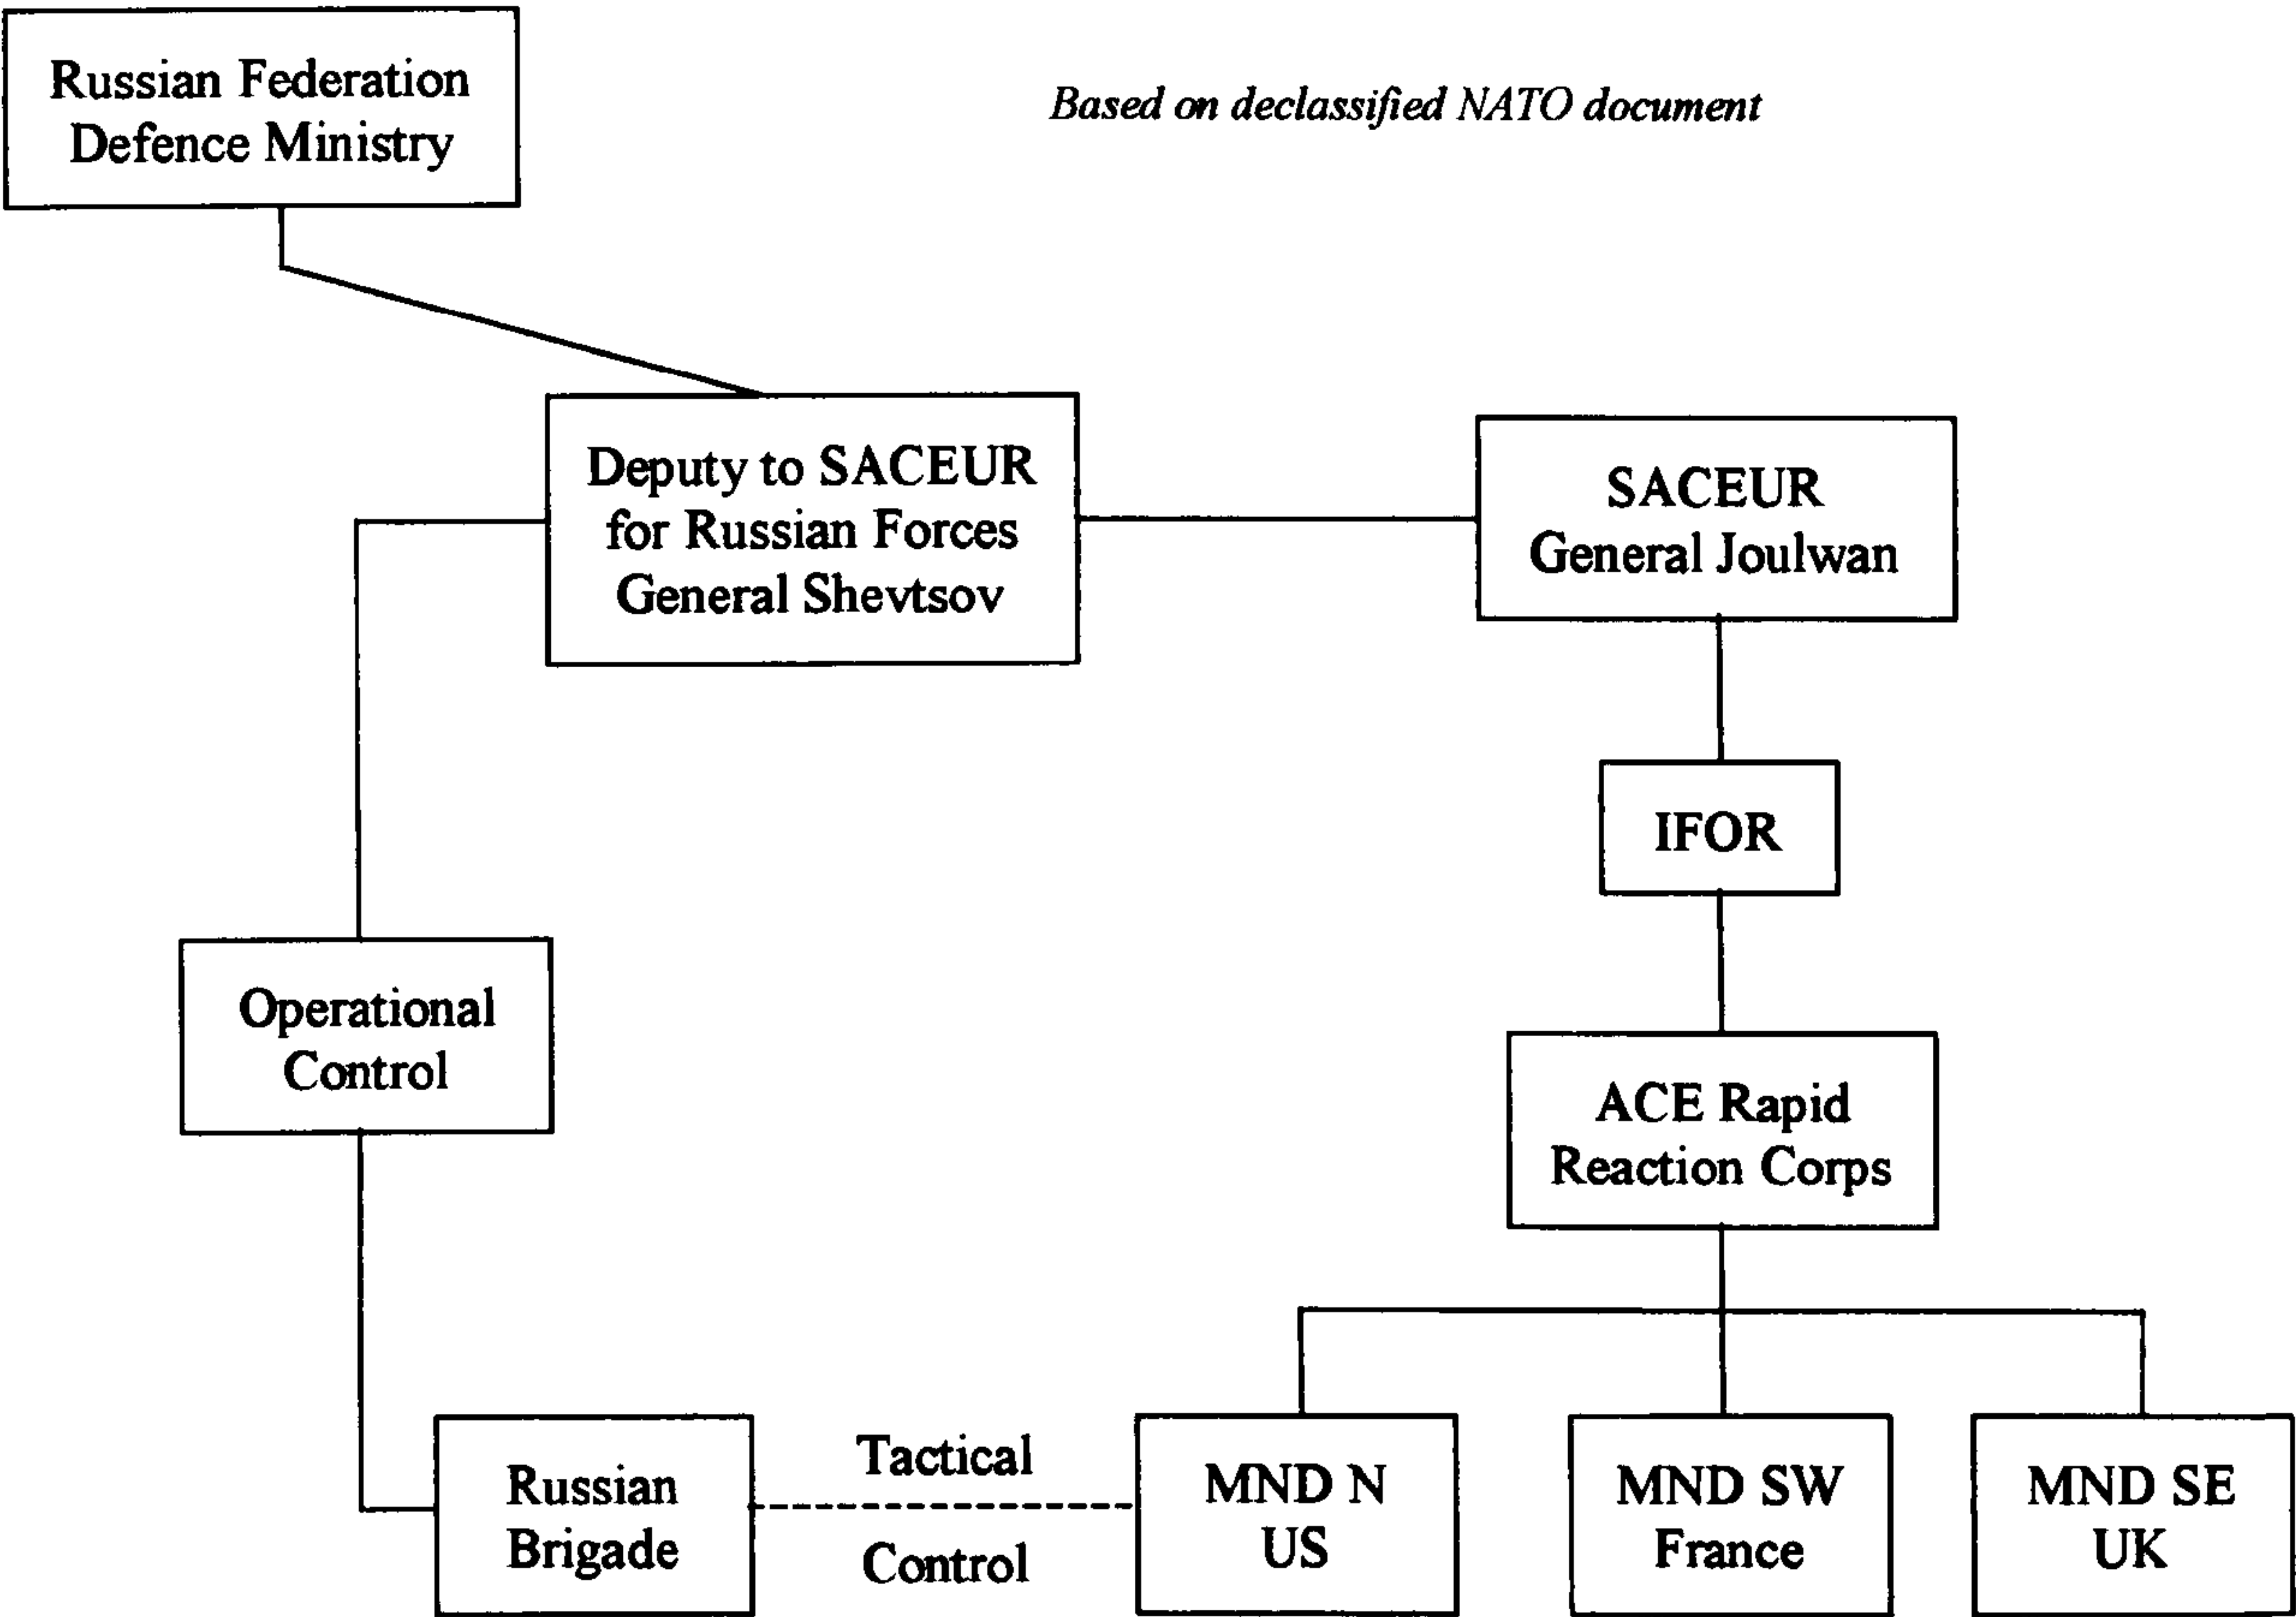 Russian Federation
Defence Ministry
Based on declassified NATO document
Deputy to SACEUR
for Russian Forces
General Shevtsov
SACEUR
General Joulwan
IFOR
Operational
Control
ACE Rapid
Reaction Corps
Russian
Brigade
Tactical
Control
MND N
US
MND SW
France
MND SE
UK